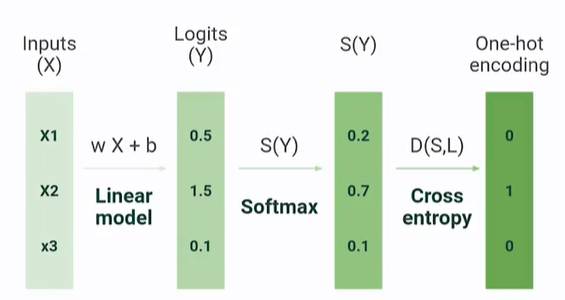 Inputs
(X)
Logits
(Y)
S(Y)
One-hot
encoding
X1
X2
x3
w X + b
Linear
model
0.5
1.5
0.1
S(Y)
Softmax
0.2
0.7
0.1
D(S,L)
Cross
entropy
0
1
0